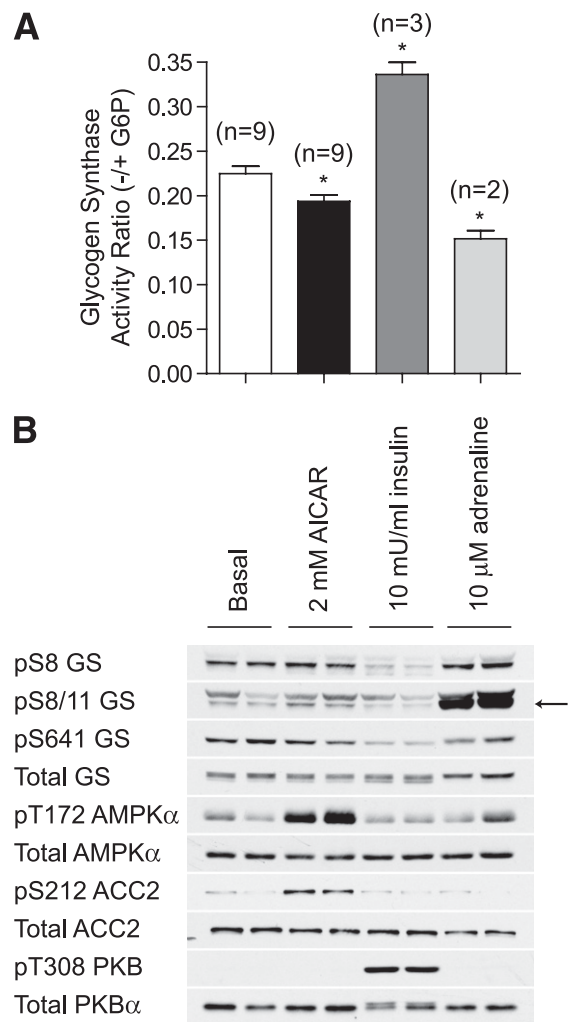 A
Glycogen Synthase
Activity Ratio (-/+ G6P)
0.35
0.30
0.25
0.20
0.15
0.10
0.05
0.00
(n=9)
(n=9)
*
(n=3)
*
(n=2)
*
B
Basal
2 mM AICAR
10 mU/ml insulin
10 μM adrenaline
pS8 GS
pS8/11 GS
pS641 GS
Total GS
pT172 AMPKα
Total AMPKα
pS212 ACC2
Total ACC2
pT308 PKB
Total PKBα